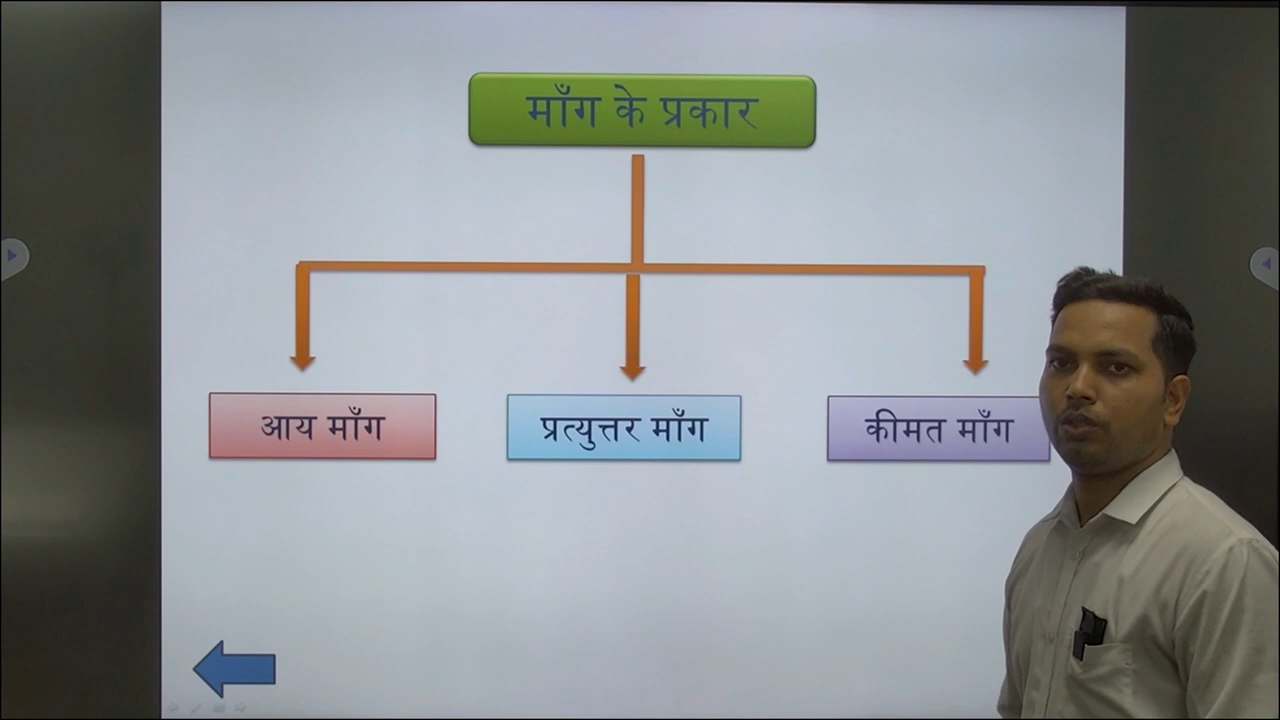 माँग के प्रकार
आय माँग
प्रत्युत्तर माँग
कीमत माँग